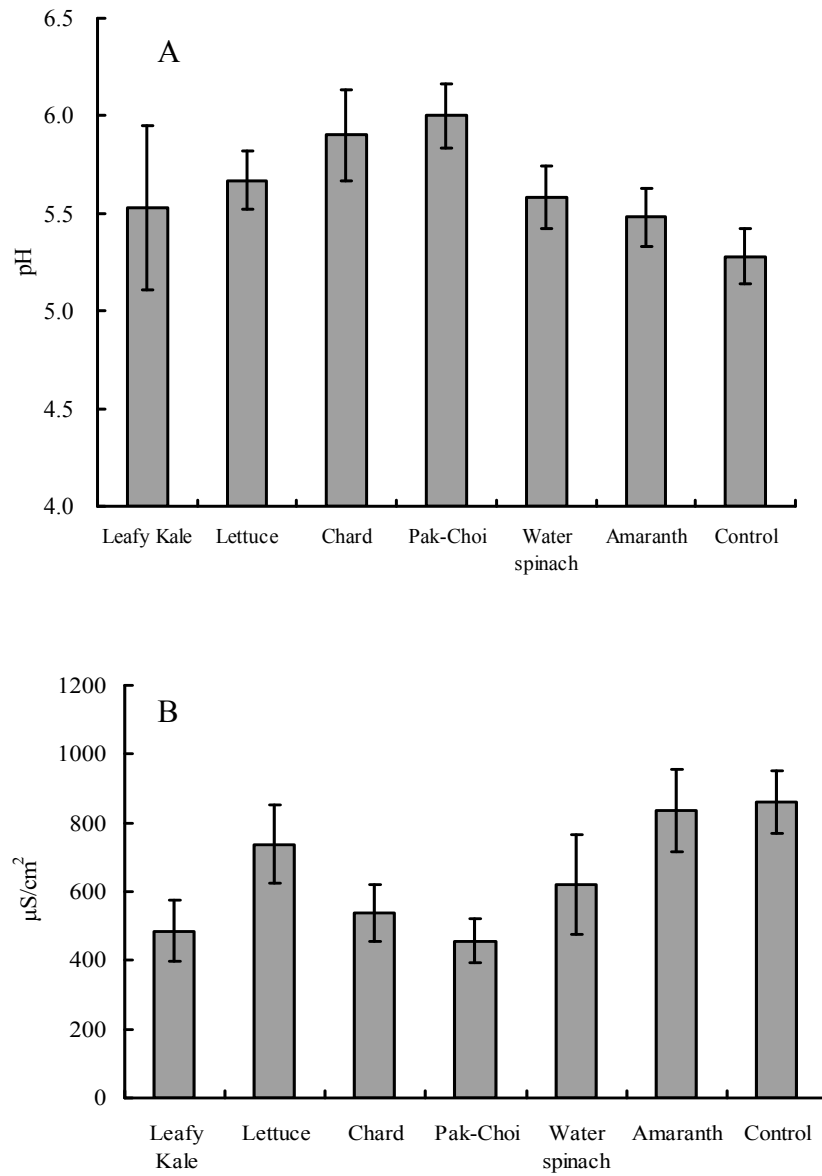 6.5
A
6.0
5.5
pH
5.0
4.5
4.0
Leafy Kale Lettuce Chard Pak-Choi Water spinach Amaranth Control
1200
B
1000
800
µS/cm²
600
400
200
0
Leafy Kale Lettuce Chard Pak-Choi Water spinach Amaranth Control